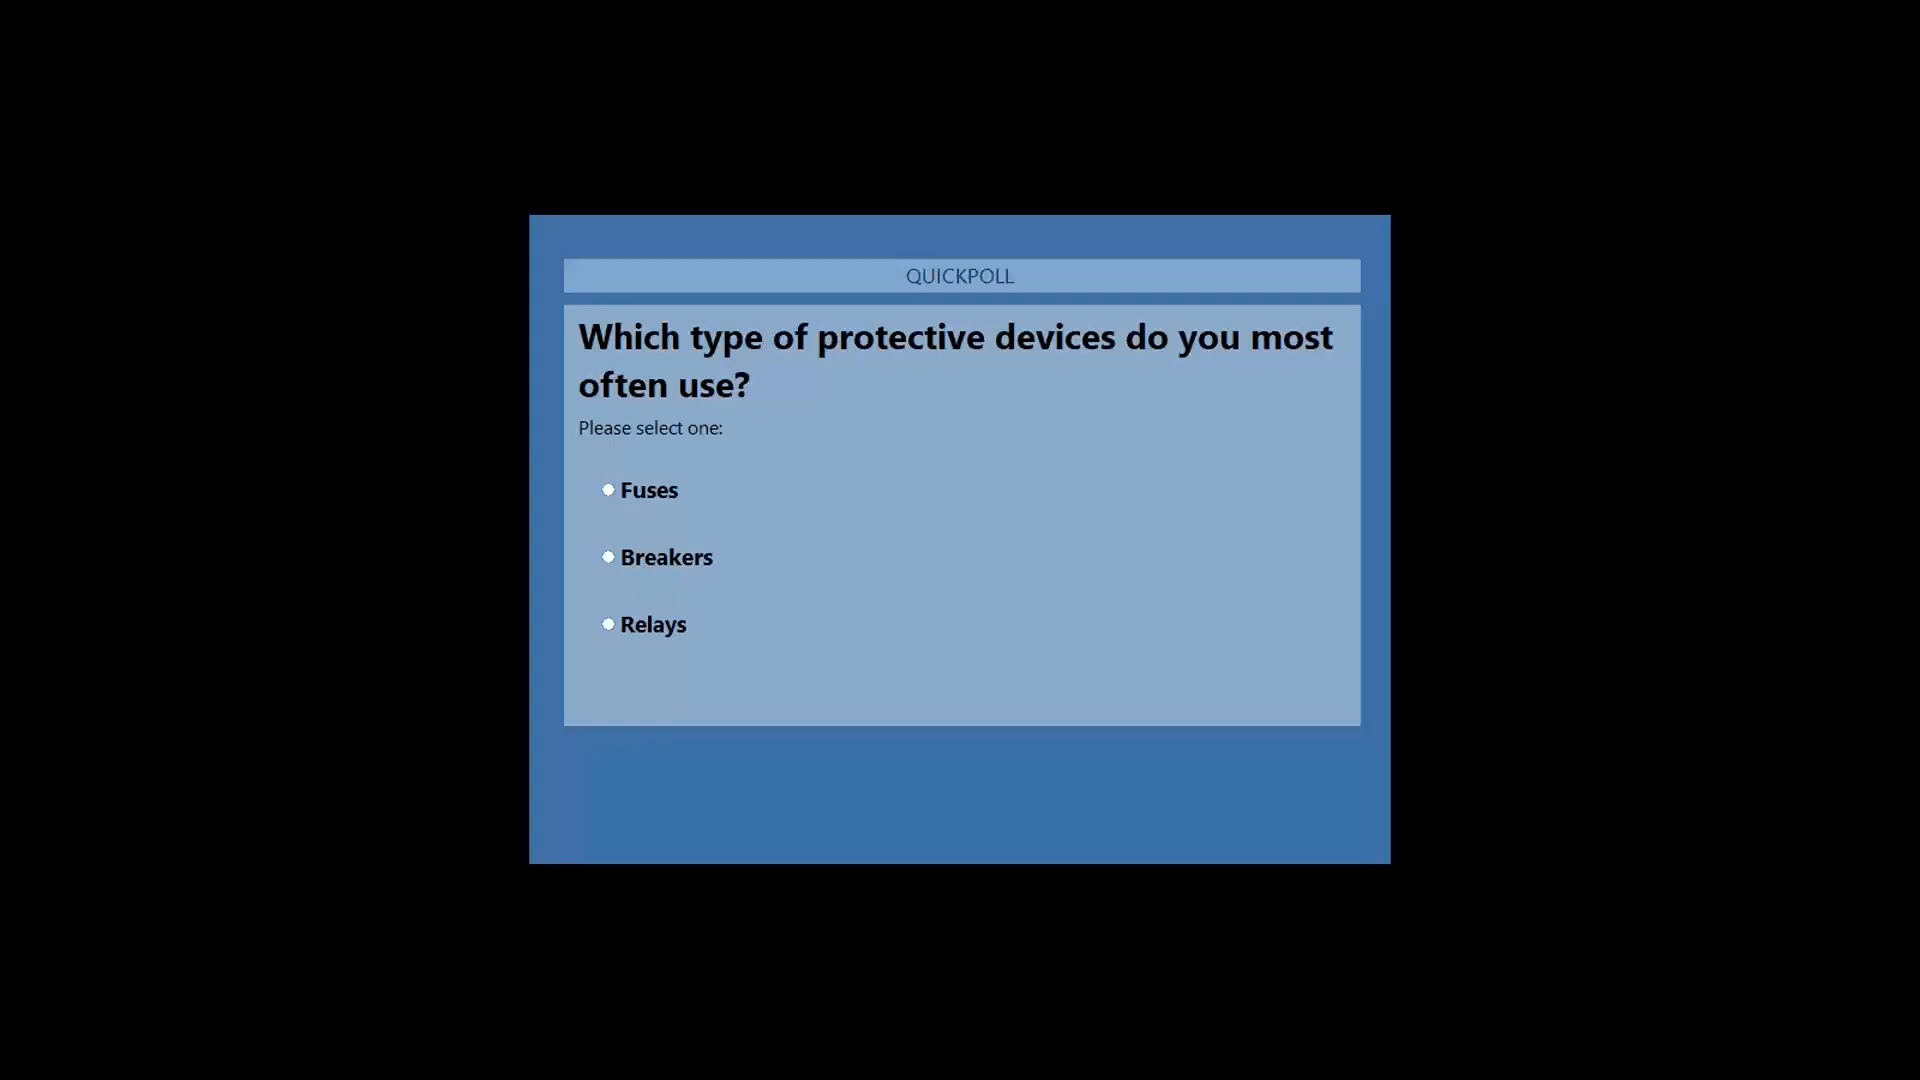 QUICKPOLL
Which type of protective devices do you most
often use?
Please select one:
Fuses
Breakers
Relays